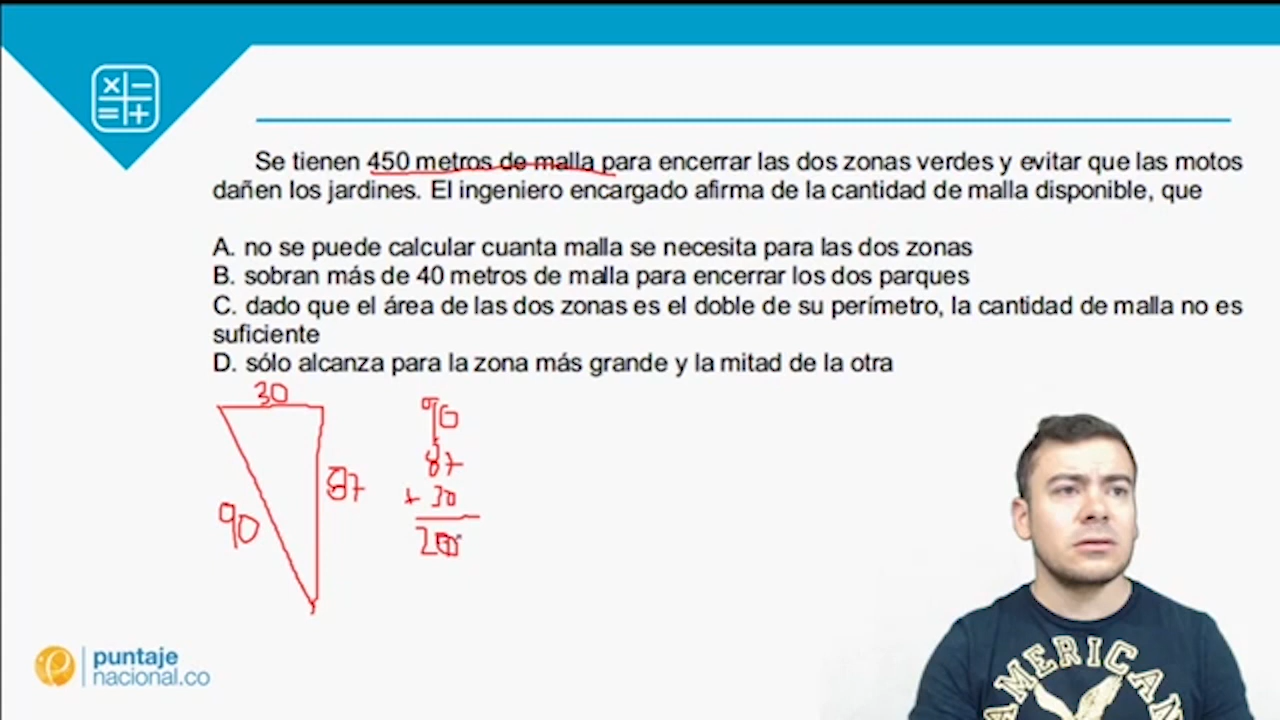 Se tienen 450 metros de malla para encerrar las dos zonas verdes y evitar que las motos
dañen los jardines. El ingeniero encargado afirma de la cantidad de malla disponible, que
A. no se puede calcular cuanta malla se necesita para las dos zonas
B. sobran más de 40 metros de malla para encerrar los dos parques
C. dado que el área de las dos zonas es el doble de su perímetro, la cantidad de malla no es
suficiente
D. sólo alcanza para la zona más grande y la mitad de la otra
30
90
87
90
87
+ 30
puntaje
nacional.co
AMERICAN